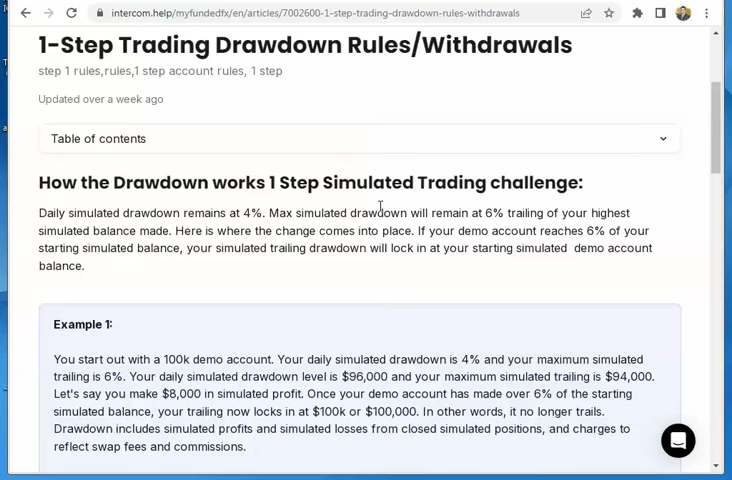 intercom.help/myfundedfx/en/articles/7002600-1-step-trading-drawdown-rules-withdrawals
1-Step Trading Drawdown Rules/Withdrawals
step 1 rules,rules,1 step account rules, 1 step
Updated over a week ago
Table of contents
How the Drawdown works 1 Step Simulated Trading challenge:
Daily simulated drawdown remains at 4%. Max simulated drawdown will remain at 6% trailing of your highest
simulated balance made. Here is where the change comes into place. If your demo account reaches 6% of your
starting simulated balance, your simulated trailing drawdown will lock in at your starting simulated demo account
balance.
Example 1:
You start out with a 100k demo account. Your daily simulated drawdown is 4% and your maximum simulated
trailing is 6%. Your daily simulated drawdown level is $96,000 and your maximum simulated trailing is $94,000.
Let's say you make $8,000 in simulated profit. Once your demo account has made over 6% of the starting
simulated balance, your trailing now locks in at $100k or $100,000. In other words, it no longer trails.
Drawdown includes simulated profits and simulated losses from closed simulated positions, and charges to
reflect swap fees and commissions.